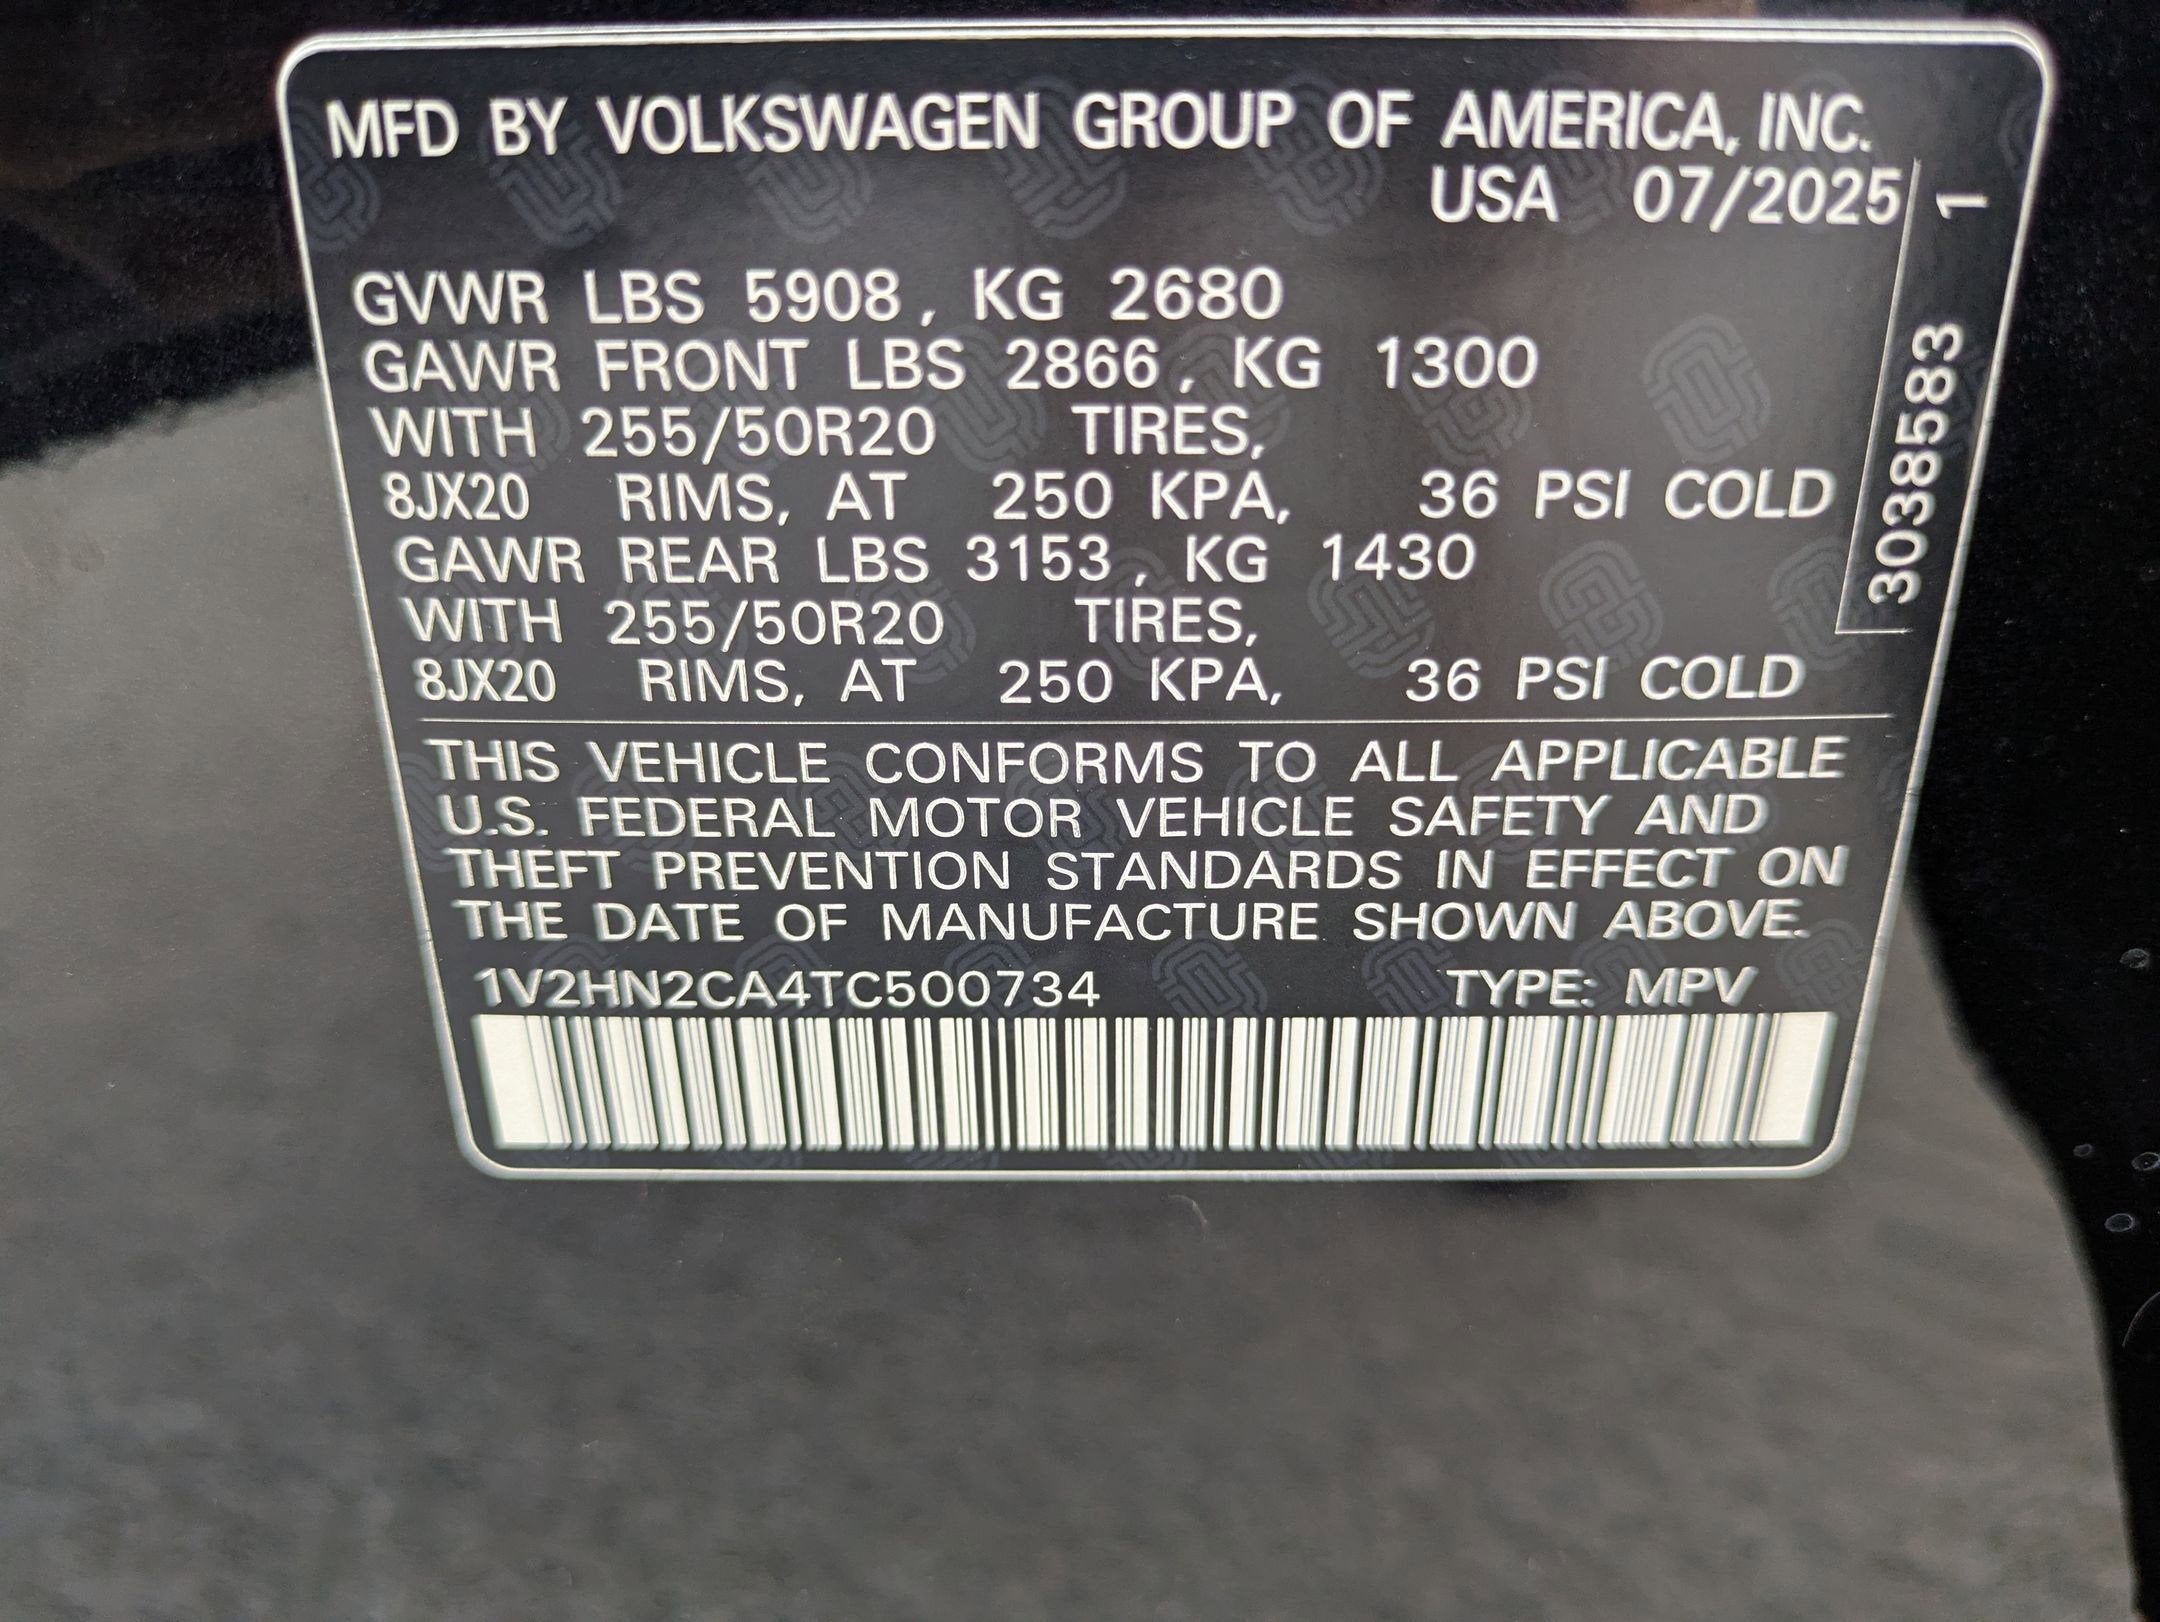 MFD BY VOLKSWAGEN GROUP OF AMERICA, INC.
USA 07/2025
GVWR LBS 5908, KG 2680
GAWR FRONT LBS 2866, KG 1300
WITH 255/50R20 TIRES,
8JX20 RIMS, AT 250 KPA, 36 PSI COLD
GAWR REAR LBS 3153, KG 1430
WITH 255/50R20 TIRES,
8JX20 RIMS, AT 250 KPA, 36 PSI COLD
3038583 1
THIS VEHICLE CONFORMS TO ALL APPLICABLE
U.S. FEDERAL MOTOR VEHICLE SAFETY AND
THEFT PREVENTION STANDARDS IN EFFECT ON
THE DATE OF MANUFACTURE SHOWN ABOVE.
1V2HN2CA4TC500734 TYPE: MPV